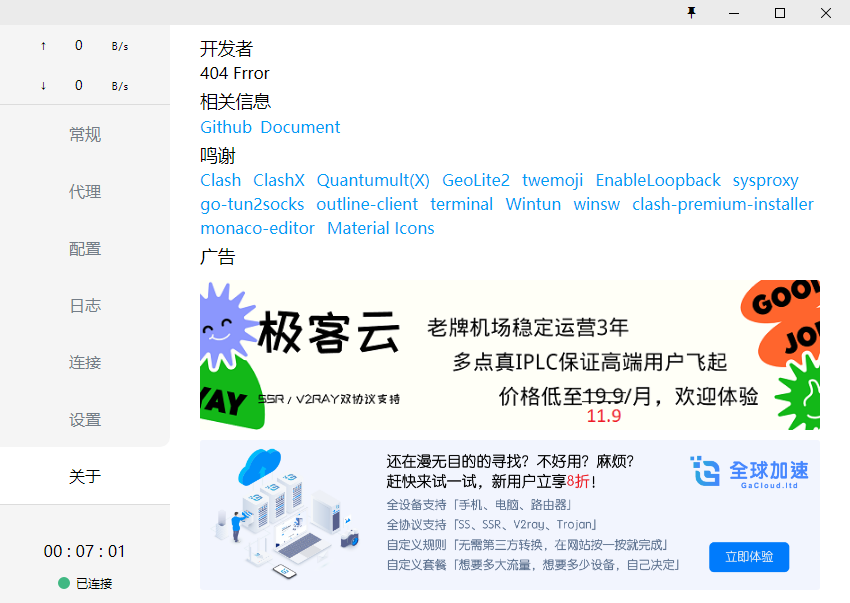 ↑ 0 B/s
↓ 0 B/s
常规
代理
配置
日志
连接
设置
关于
00 : 07 : 01
已连接
开发者
404 Frror
相关信息
Github Document
鸣谢
Clash ClashX Quantumult(X) GeoLite2 twemoji EnableLoopback sysproxy
go-tun2socks outline-client terminal Wintun winsw clash-premium-installer
monaco-editor Material Icons
广告
极客云
SSR / V2RAY双协议支持
老牌机场稳定运营3年
多点真IPLC保证高端用户飞起
价格低至19.9/月，欢迎体验
11.9
GOOD
JO
WAY
还在漫无目的的寻找？不好用？麻烦？
赶快来试一试，新用户立享8折！
全设备支持「手机、电脑、路由器」
全协议支持「SS、SSR、V2ray、Trojan」
自定义规则「无需第三方转换，在网站按一按就完成」
自定义套餐「想要多大流量，想要多少设备，自己决定」
全球加速
GaCloud.ltd
立即体验